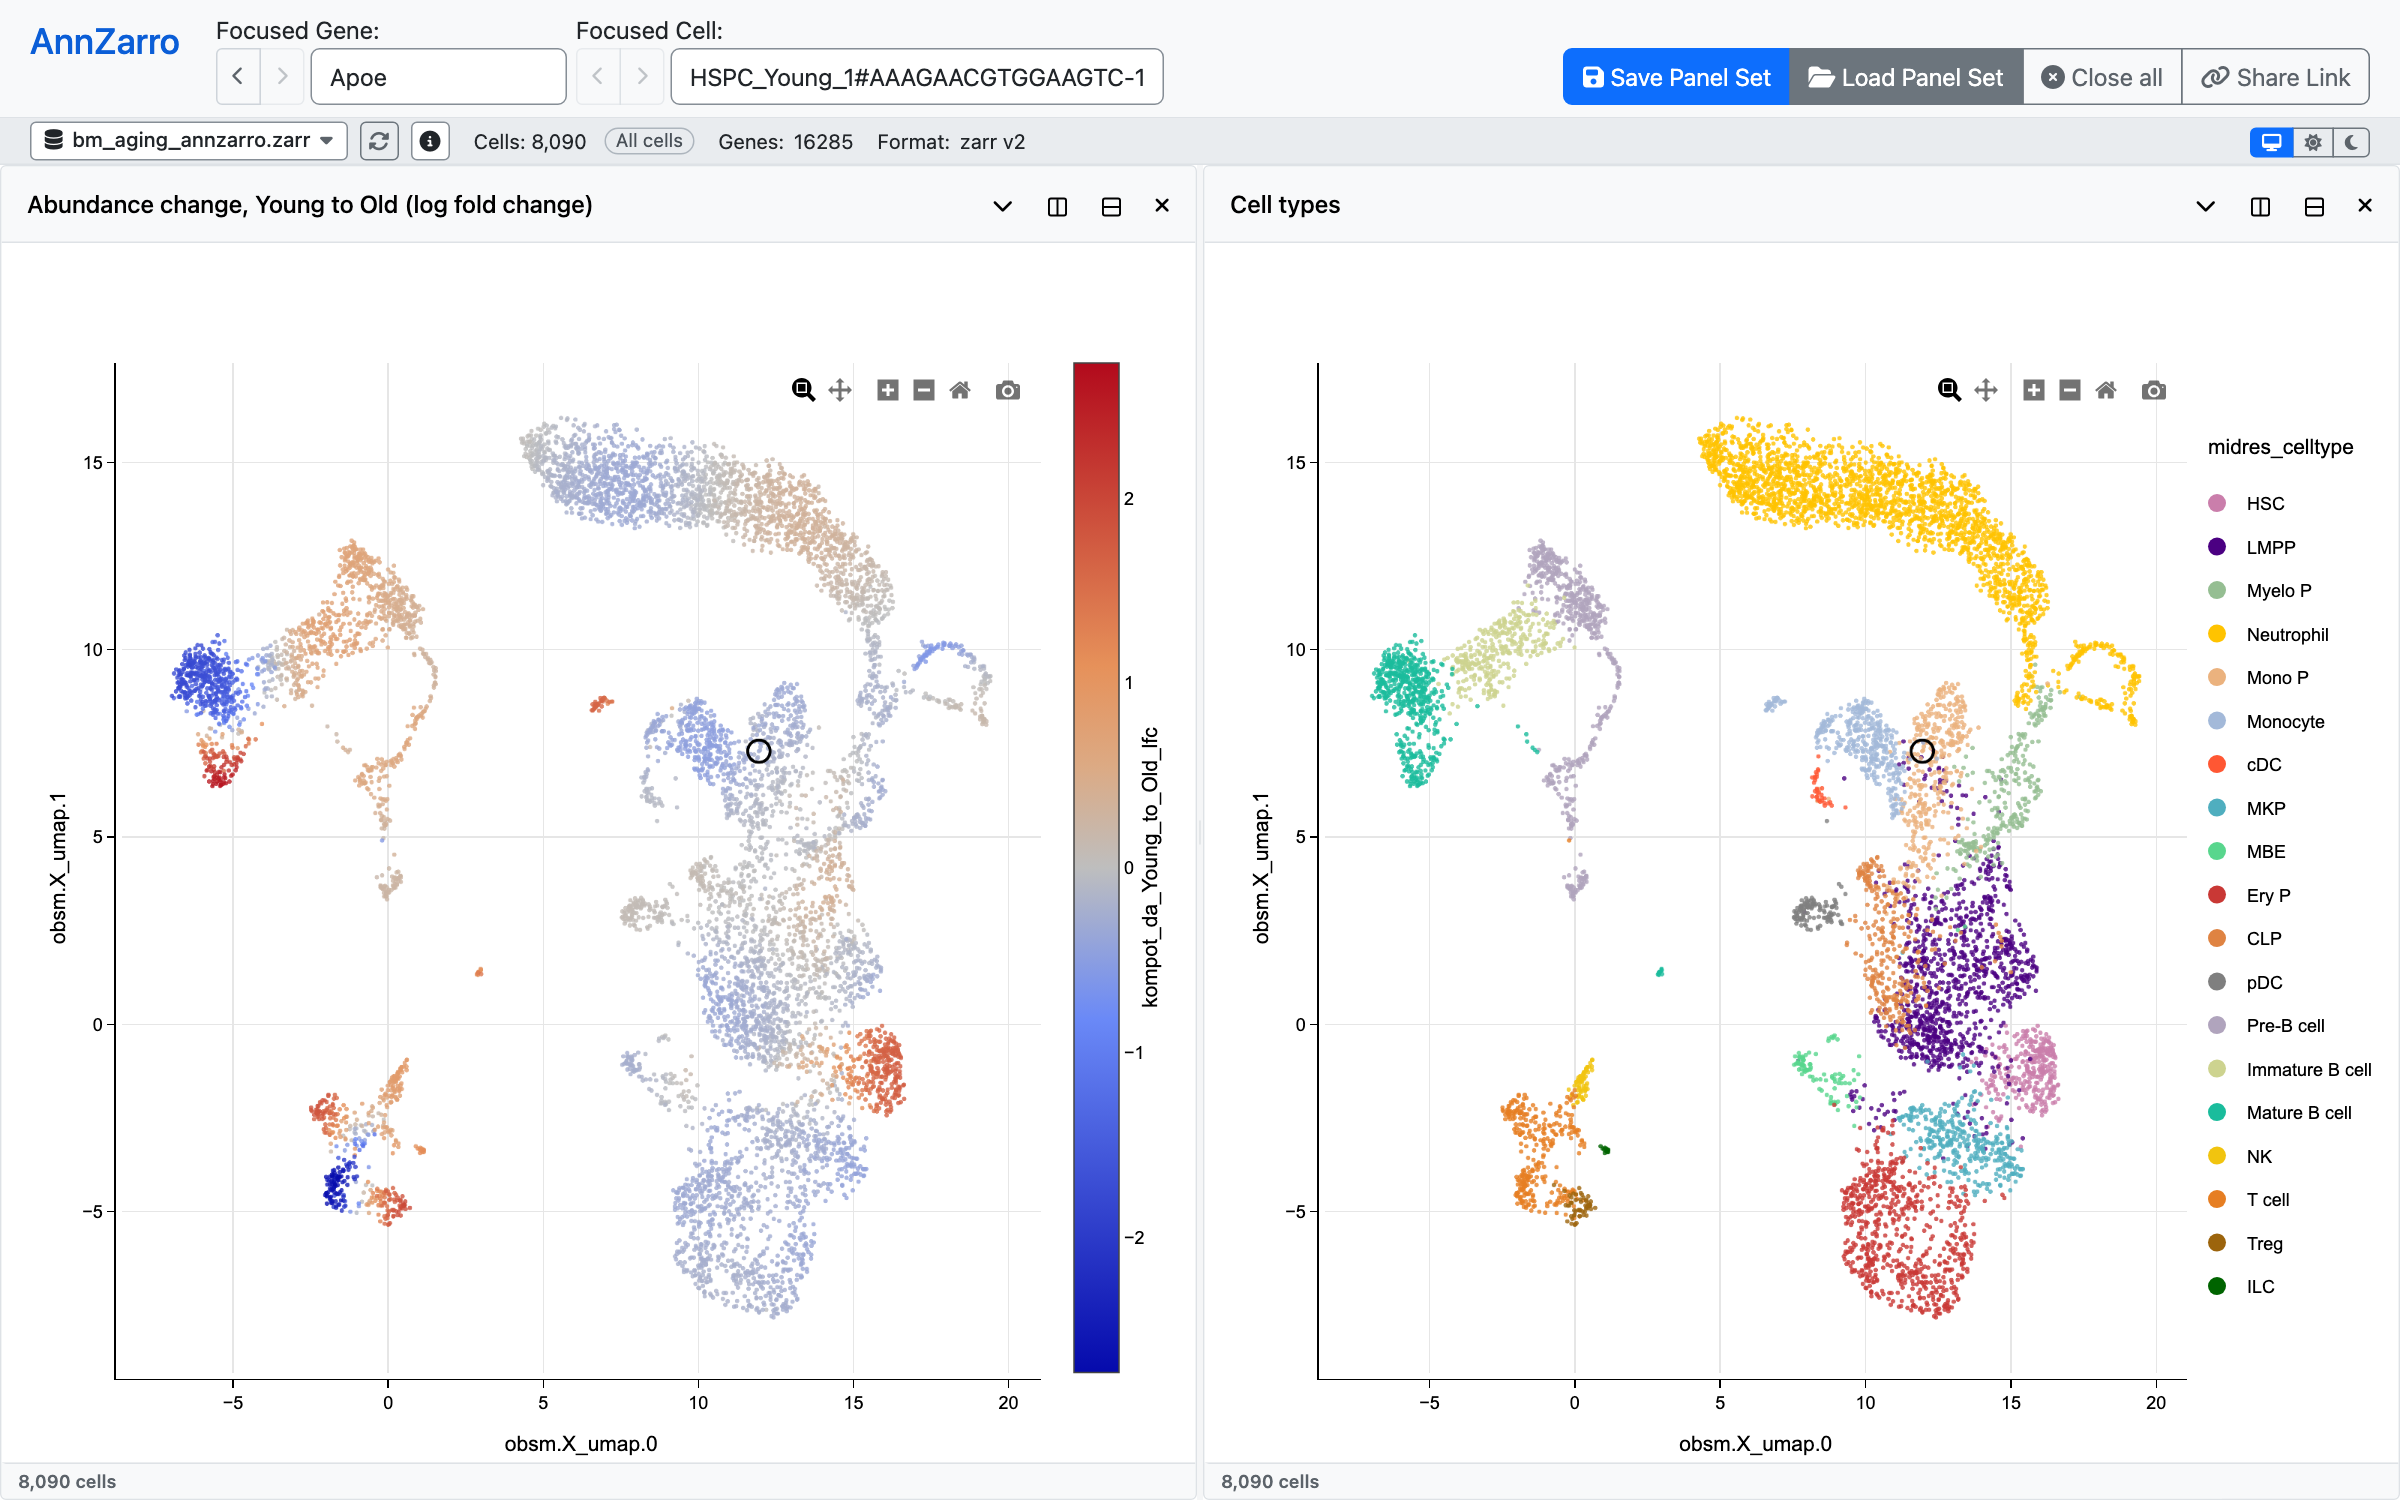 AnnZarro
Focused Gene:
Apoe
Focused Cell:
HSPC_Young_1#AAAGAACGTGGAAGTC-1
Save Panel Set
Load Panel Set
Close all
Share Link
bm_aging_annzarro.zarr
Cells: 8,090
All cells
Genes: 16285
Format: zarr v2
Abundance change, Young to Old (log fold change)
15
10
5
0
−5
−5
0
5
10
15
20
obsm.X_umap.1
obsm.X_umap.0
2
1
0
−1
−2
kompot_da_Young_to_Old_lfc
8,090 cells
Cell types
15
10
5
0
−5
−5
0
5
10
15
20
obsm.X_umap.1
obsm.X_umap.0
midres_celltype
HSC
LMPP
Myelo P
Neutrophil
Mono P
Monocyte
cDC
MKP
MBE
Ery P
CLP
pDC
Pre-B cell
Immature B cell
Mature B cell
NK
T cell
Treg
ILC
8,090 cells